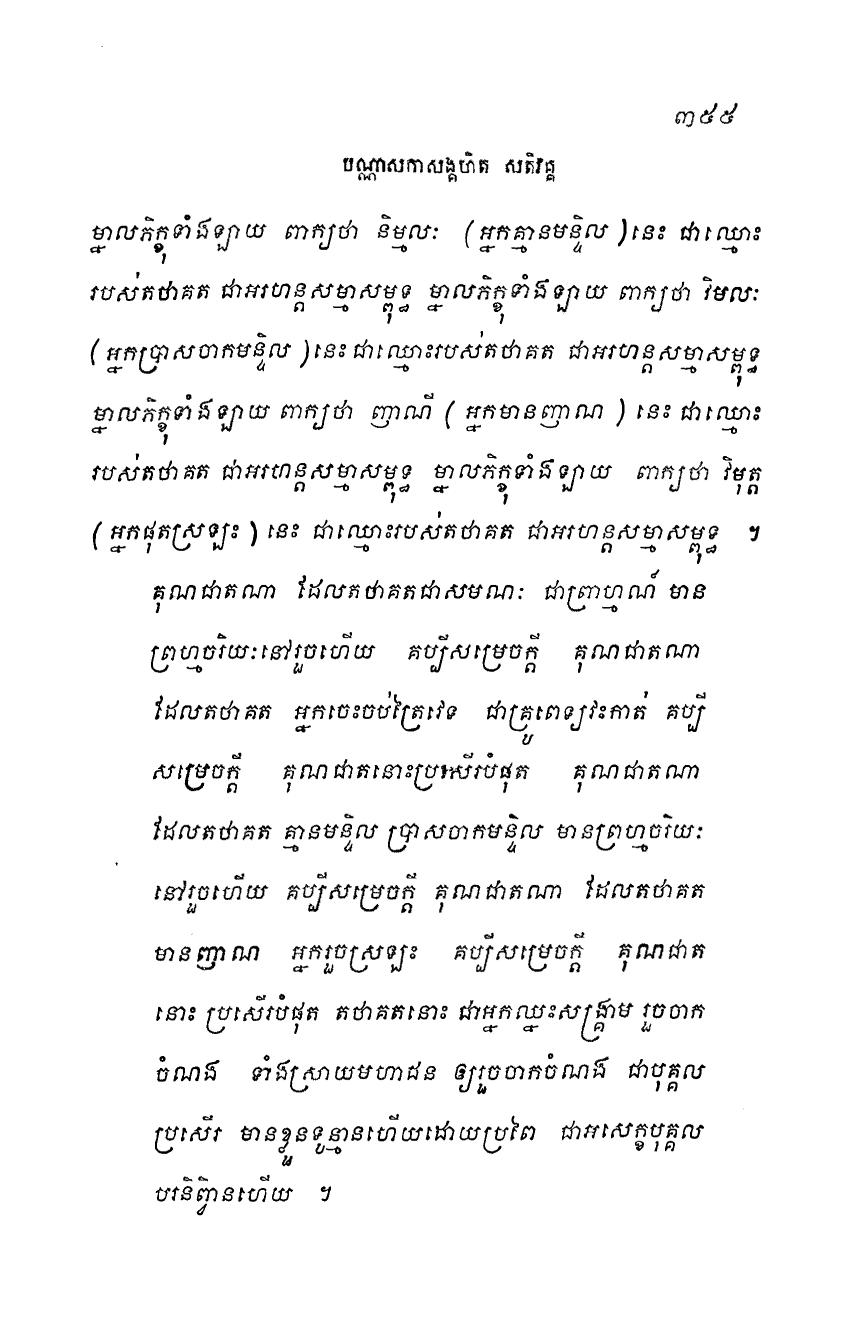 ៣៥៥
បណ្ណាសកាសង្គហិត សតិវគ្គ
ម្នាលភិក្ខុទាំងឡាយ ពាក្យថា និម្មលៈ (អ្នកគ្មានមន្ទិល ) នេះ ជាឈ្មោះ
របស់តថាគត ជាអរហន្តសម្មាសម្ពុទ្ធ ម្នាលភិក្ខុទាំងឡាយ ពាក្យថា វិមលៈ
(អ្នកប្រាសចាកមន្ទិល ) នេះ ជាឈ្មោះរបស់តថាគត ជាអរហន្តសម្មាសម្ពុទ្ធ
ម្នាលភិក្ខុទាំងឡាយ ពាក្យថា ញាណី ( អ្នកមានញាណ ) នេះ ជាឈ្មោះ
របស់តថាគត ជាអរហន្តសម្មាសម្ពុទ្ធ ម្នាលភិក្ខុទាំងឡាយ ពាក្យថា វិមុត្ត
(អ្នកផុតស្រឡះ ) នេះ ជាឈ្មោះរបស់តថាគត ជាអរហន្តសម្មាសម្ពុទ្ធ ។
គុណជាតណា ដែលតថាគតជាសមណៈ ជាព្រាហ្មណ៍ មាន
ព្រហ្មចរិយៈនៅរួចហើយ គប្បីសម្រេចក្តី គុណជាតណា
ដែលតថាគត អ្នកចេះចប់ត្រៃវេទ ជាគ្រូពេទ្យវះកាត់ គប្បី
សម្រេចក្តី គុណជាតនោះប្រសើរបំផុត គុណជាតណា
ដែលតថាគត គ្មានមន្ទិល ប្រាសចាកមន្ទិល មានព្រហ្មចរិយៈ
នៅរួចហើយ គប្បីសម្រេចក្តី គុណជាតណា ដែលតថាគត
មានញាណ អ្នករួចស្រឡះ គប្បីសម្រេចក្តី គុណជាត
នោះ ប្រសើរបំផុត តថាគតនោះ ជាអ្នកឈ្នះសង្គ្រាម រួចចាក
ចំណង ទាំងស្រាយមហាជន ឲ្យរួចចាកចំណង ជាបុគ្គល
ប្រសើរ មានខ្លួនទូន្មានហើយដោយប្រពៃ ជាអសេក្ខបុគ្គល
បរនិព្វិានហើយ ។